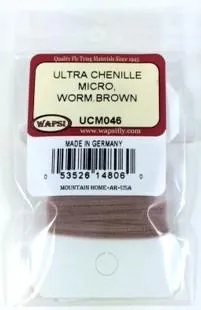 Quality Fly Tying Materials Since 1945
ULTRA CHENILLE
MICRO,
WORM.BROWN
WAPSI
UCM046
www.wapsifly.com
MADE IN GERMANY
0 53526 14806 0
MOUNTAIN HOME•AR•USA